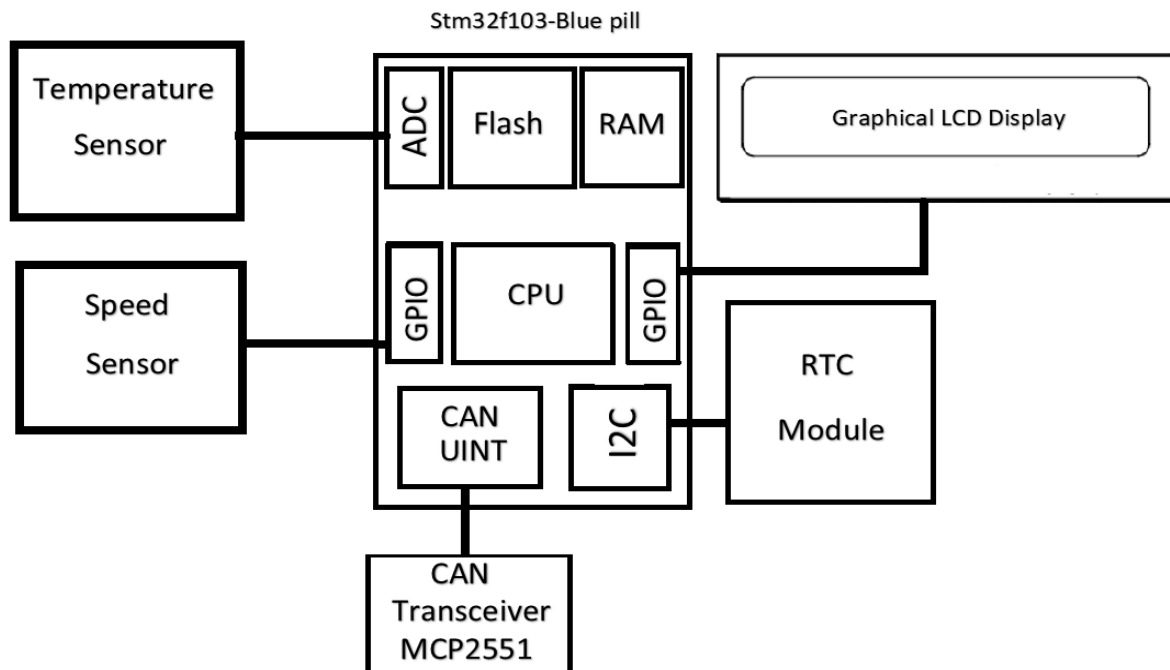 Stm32f103-Blue pill
Temperature
Sensor
ADC
Flash
RAM
Graphical LCD Display
Speed
Sensor
GPIO
CPU
GPIO
RTC
Module
CAN
UINT
I2C
CAN
Transceiver
MCP2551